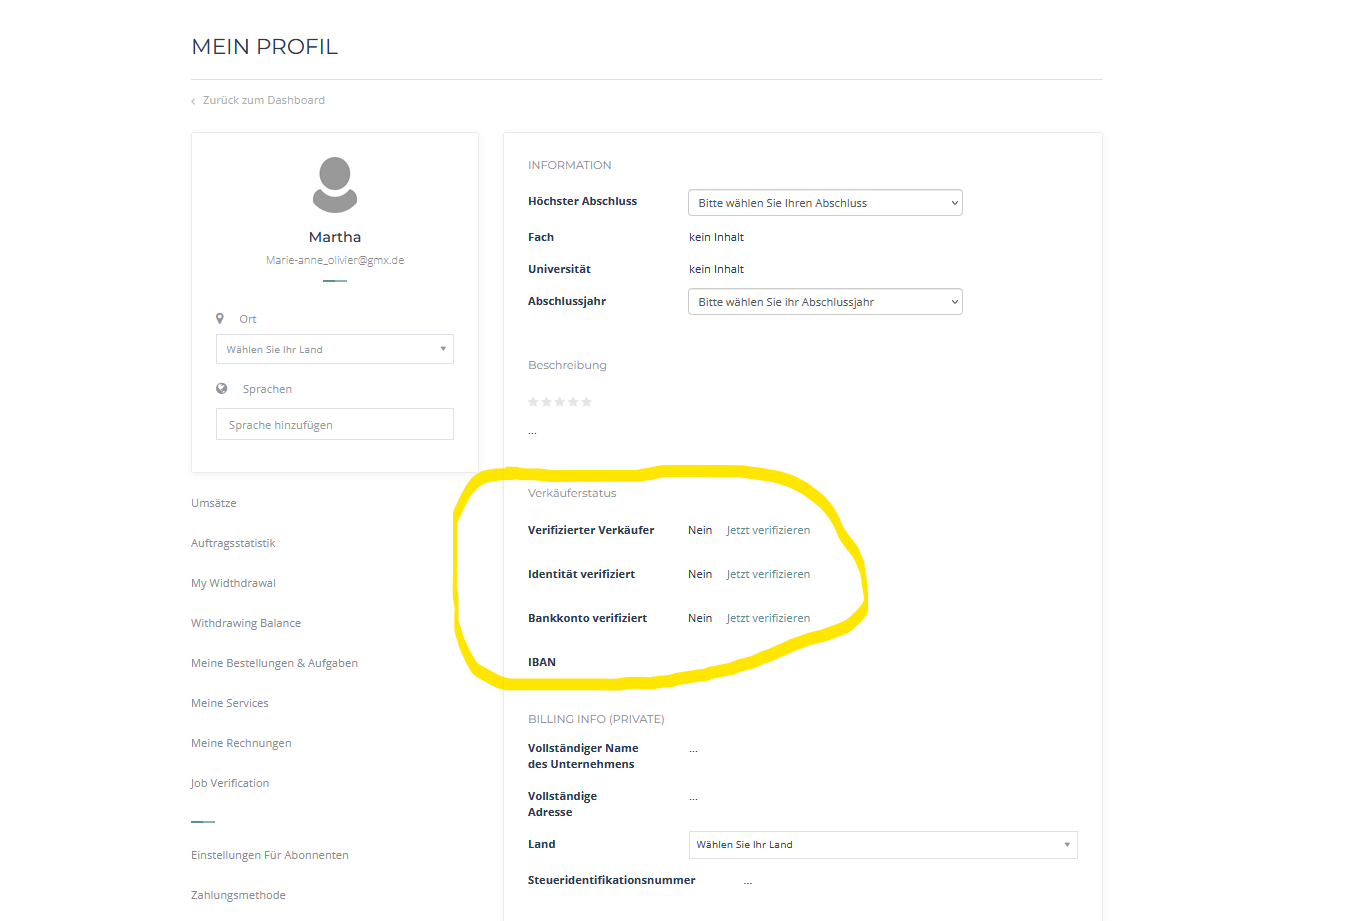 MEIN PROFIL
Zurück zum Dashboard
Martha
Marie-anne_olivier@gmx.de
Ort
Wählen Sie Ihr Land
Sprachen
Sprache hinzufügen
Umsätze
Auftragsstatistik
My Widthdrawal
Withdrawing Balance
Meine Bestellungen & Aufgaben
Meine Services
Meine Rechnungen
Job Verification
Einstellungen Für Abonnenten
Zahlungsmethode
INFORMATION
Höchster Abschluss Bitte wählen Sie Ihren Abschluss
Fach kein Inhalt
Universität kein Inhalt
Abschlussjahr Bitte wählen Sie ihr Abschlussjahr
Beschreibung
...
Verkäuferstatus
Verifizierter Verkäufer Nein Jetzt verifizieren
Identität verifiziert Nein Jetzt verifizieren
Bankkonto verifiziert Nein Jetzt verifizieren
IBAN
BILLING INFO (PRIVATE)
Vollständiger Name ...
des Unternehmens
Vollständige ...
Adresse
Land Wählen Sie Ihr Land
Steueridentifikationsnummer ...